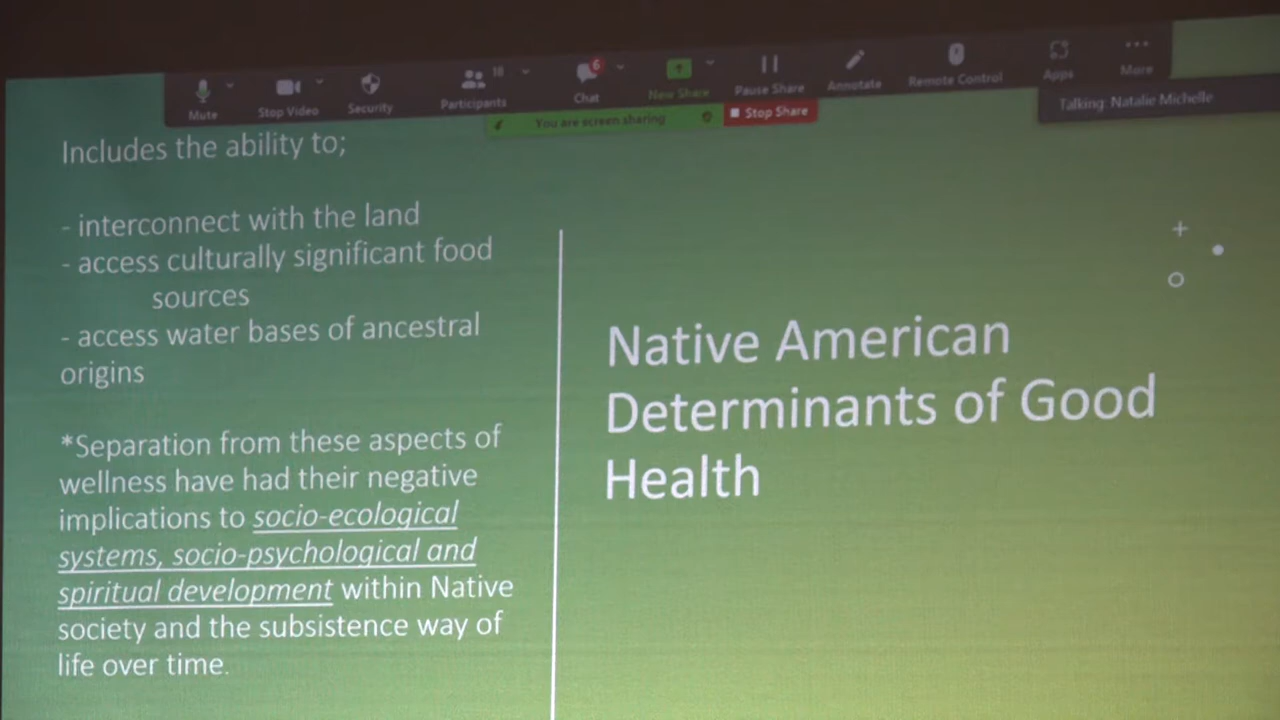 Mute
Stop Video
Security
Participants
18
Chat
6
New Share
Pause Share
Annotate
Remote Control
Apps
More
You are screen sharing
Stop Share
Talking: Natalie Michelle
Includes the ability to;
- interconnect with the land
- access culturally significant food
sources
- access water bases of ancestral
origins
*Separation from these aspects of
wellness have had their negative
implications to socio-ecological
systems, socio-psychological and
spiritual development within Native
society and the subsistence way of
life over time.
Native American
Determinants of Good
Health